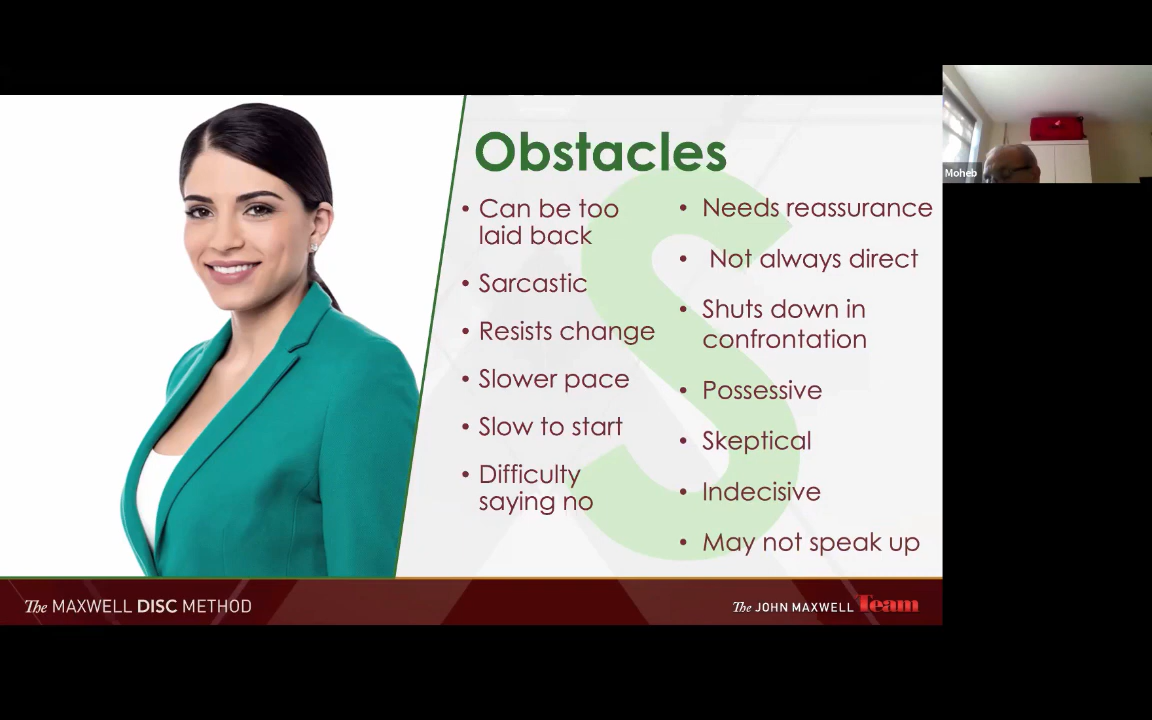 Obstacles
• Can be too
laid back
• Sarcastic
• Resists change
• Slower pace
• Slow to start
• Difficulty
saying no
• Needs reassurance
• Not always direct
• Shuts down in
confrontation
• Possessive
• Skeptical
• Indecisive
• May not speak up
S
The MAXWELL DISC METHOD
The JOHN MAXWELL Team
Moheb